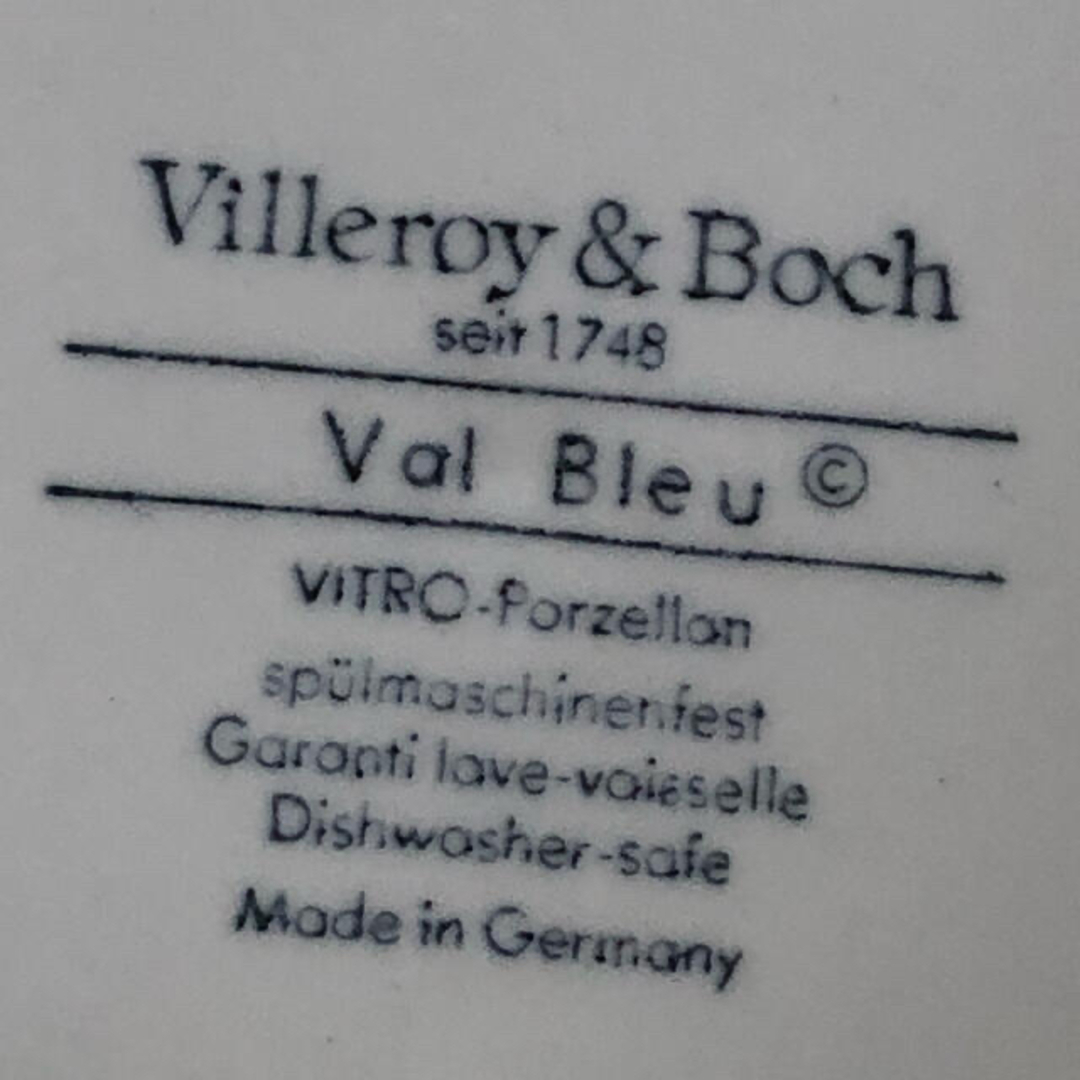 Villeroy & Boch
seit 1748
Val Bleu ©
VITRO-Porzellan
spülmaschinenfest
Garanti lave-vaisselle
Dishwasher-safe
Made in Germany